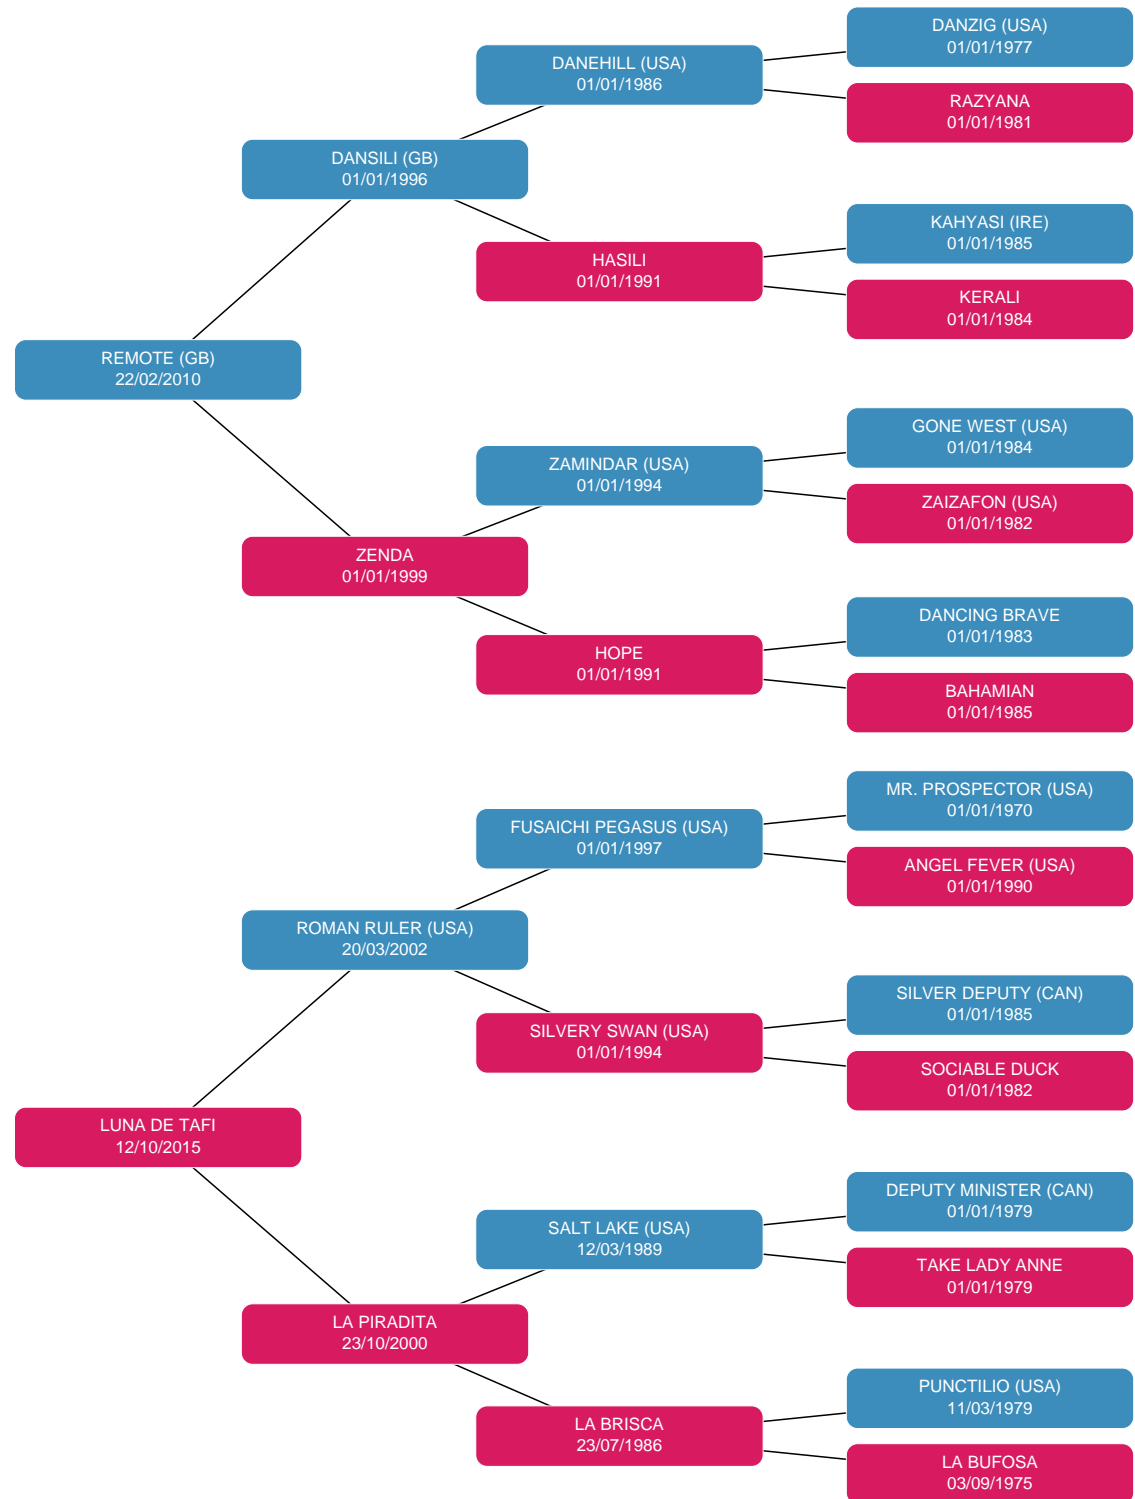 DANZIG (USA)
01/01/1977
DANEHILL (USA)
01/01/1986
RAZYANA
01/01/1981
DANSILI (GB)
01/01/1996
KAHYASI (IRE)
01/01/1985
HASILI
01/01/1991
KERALI
01/01/1984
REMOTE (GB)
22/02/2010
GONE WEST (USA)
01/01/1984
ZAMINDAR (USA)
01/01/1994
ZAIZAFON (USA)
01/01/1982
ZENDA
01/01/1999
DANCING BRAVE
01/01/1983
HOPE
01/01/1991
BAHAMIAN
01/01/1985
MR. PROSPECTOR (USA)
01/01/1970
FUSAICHI PEGASUS (USA)
01/01/1997
ANGEL FEVER (USA)
01/01/1990
ROMAN RULER (USA)
20/03/2002
SILVER DEPUTY (CAN)
01/01/1985
SILVERY SWAN (USA)
01/01/1994
SOCIABLE DUCK
01/01/1982
LUNA DE TAFI
12/10/2015
DEPUTY MINISTER (CAN)
01/01/1979
SALT LAKE (USA)
12/03/1989
TAKE LADY ANNE
01/01/1979
LA PIRADITA
23/10/2000
PUNCTILIO (USA)
11/03/1979
LA BRISCA
23/07/1986
LA BUFOSA
03/09/1975